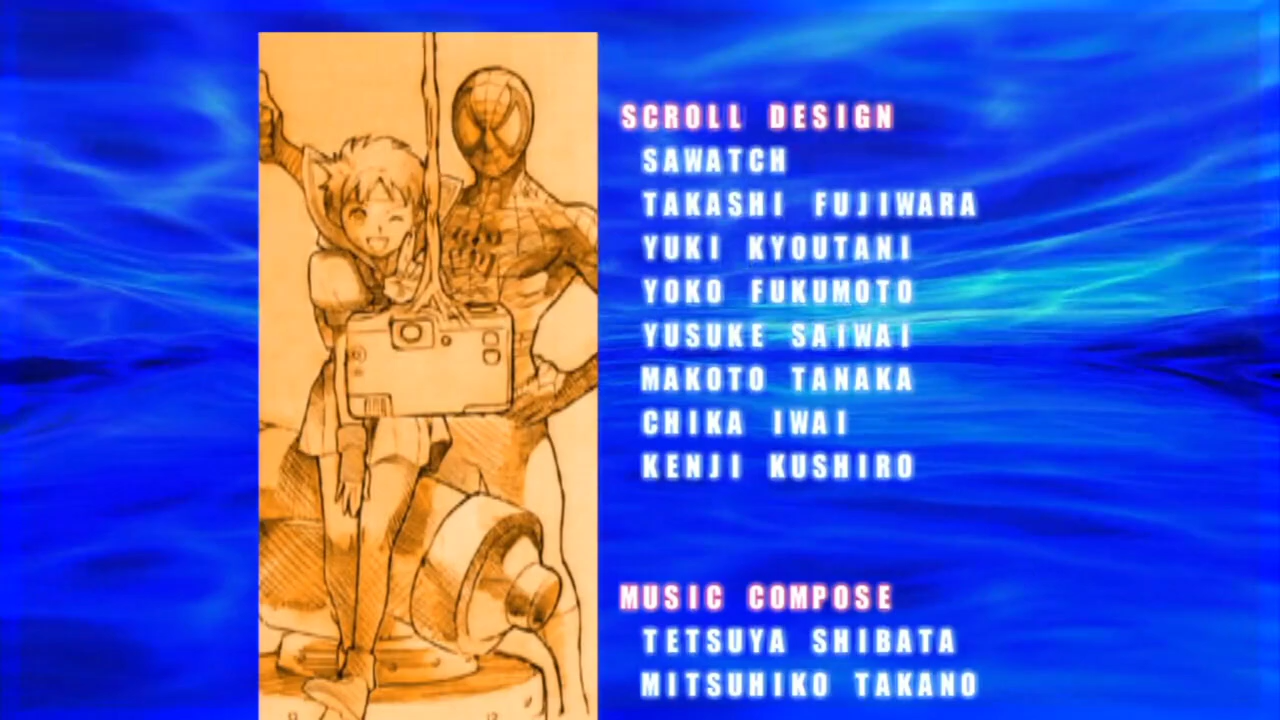 SCROLL DESIGN
SAWATCH
TAKASHI FUJIWARA
YUKI KYOUTANI
YOKO FUKUMOTO
YUSUKE SAIWAI
MAKOTO TANAKA
CHIKA IWAI
KENJI KUSHIRO
MUSIC COMPOSE
TETSUYA SHIBATA
MITSUHIKO TAKANO